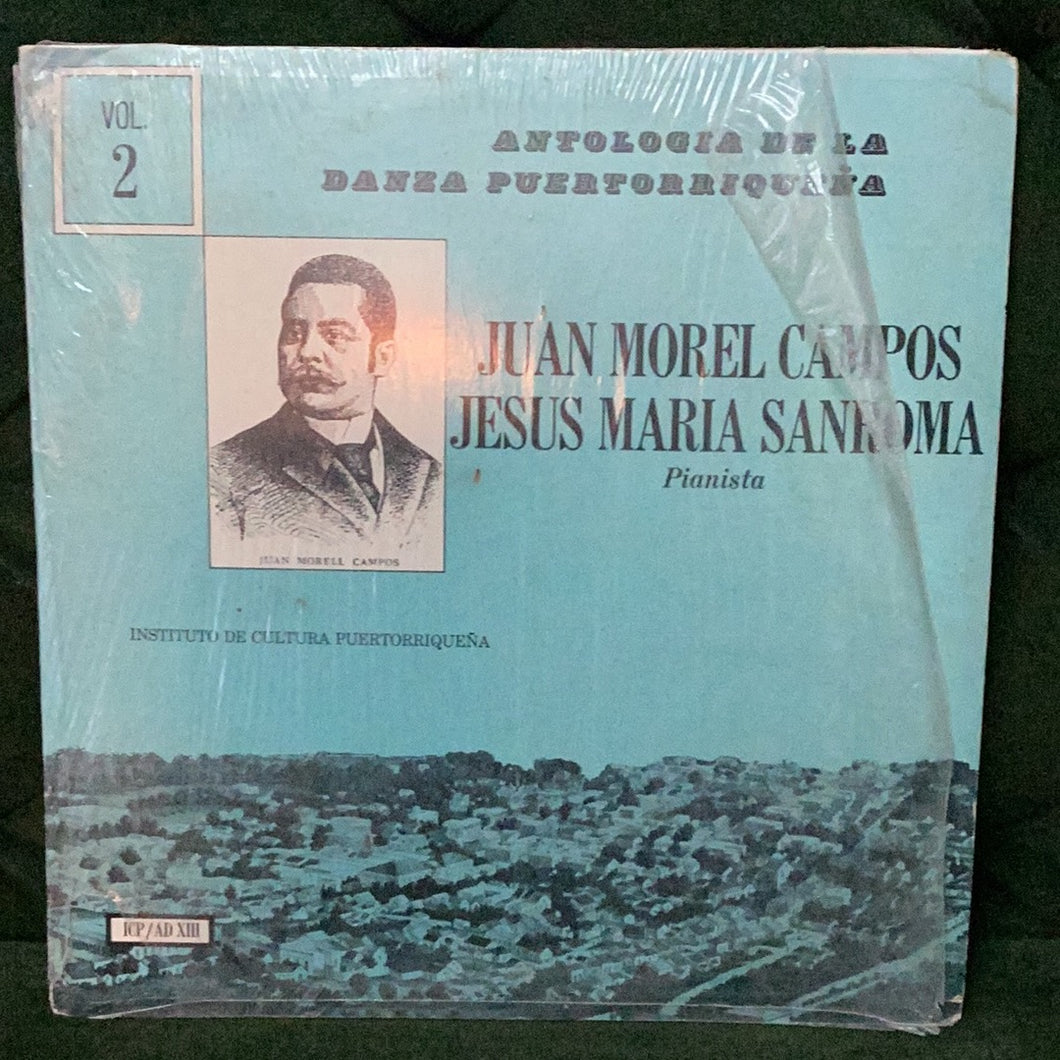 VOL.
2
ANTOLOGIA DE LA
DANZA PUERTORRIQUEÑA
JUAN MOREL CAMPOS
JESUS MARIA SANROMA
Pianista
JUAN MORELL CAMPOS
INSTITUTO DE CULTURA PUERTORRIQUEÑA
ICP/AD XIII